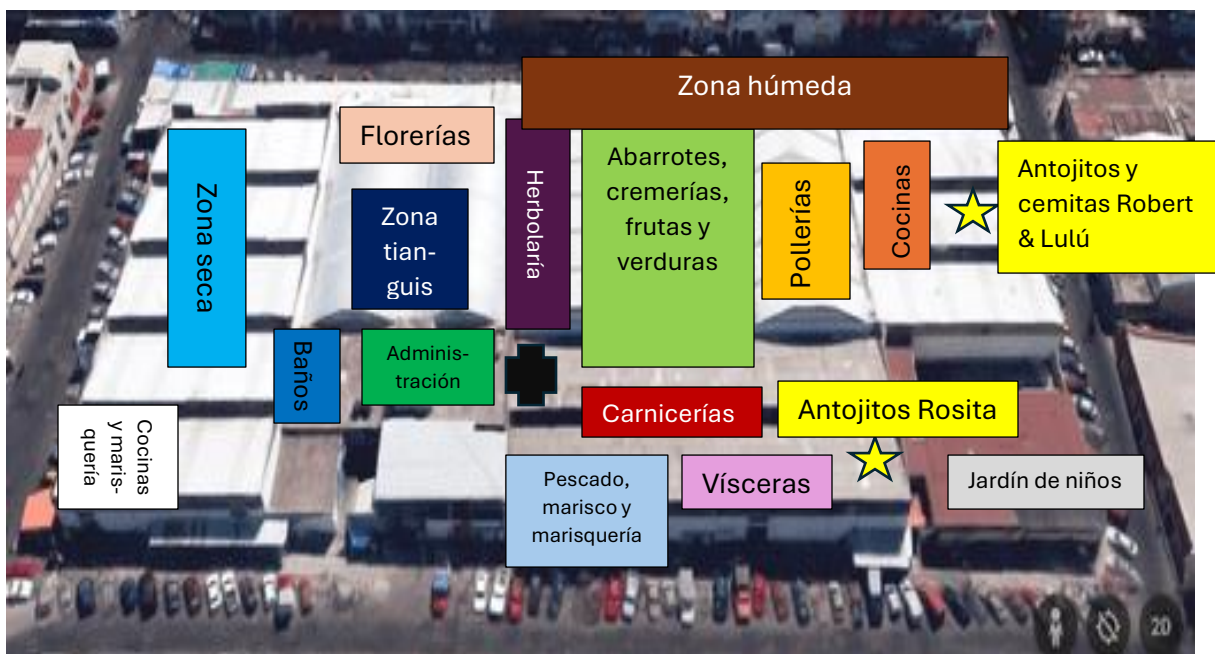 Zona húmeda
Florerías
Zona seca
Zona
tian-
guis
Herbolaría
Abarrotes,
cremerías,
frutas y
verduras
Pollerías
Cocinas
Antojitos y
cemitas Robert
& Lulú
Baños
Adminis-
tración
Carnicerías
Antojitos Rosita
Cocinas
y maris-
quería
Pescado,
marisco y
marisquería
Vísceras
Jardín de niños
2D